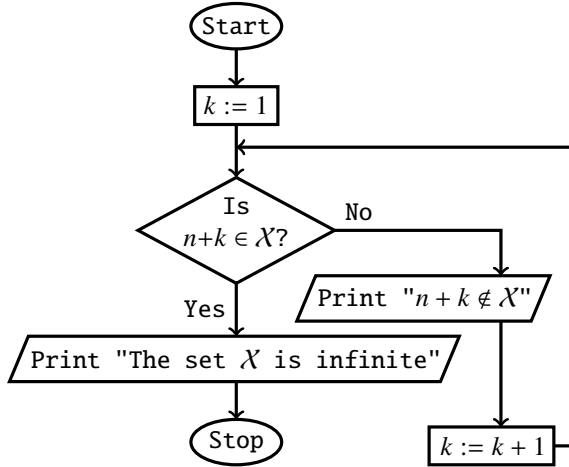 Start
k := 1
Is
n+k ∈ 𝒳?
No
Print "n + k ∉ 𝒳"
Yes
Print "The set 𝒳 is infinite"
Stop
k := k + 1